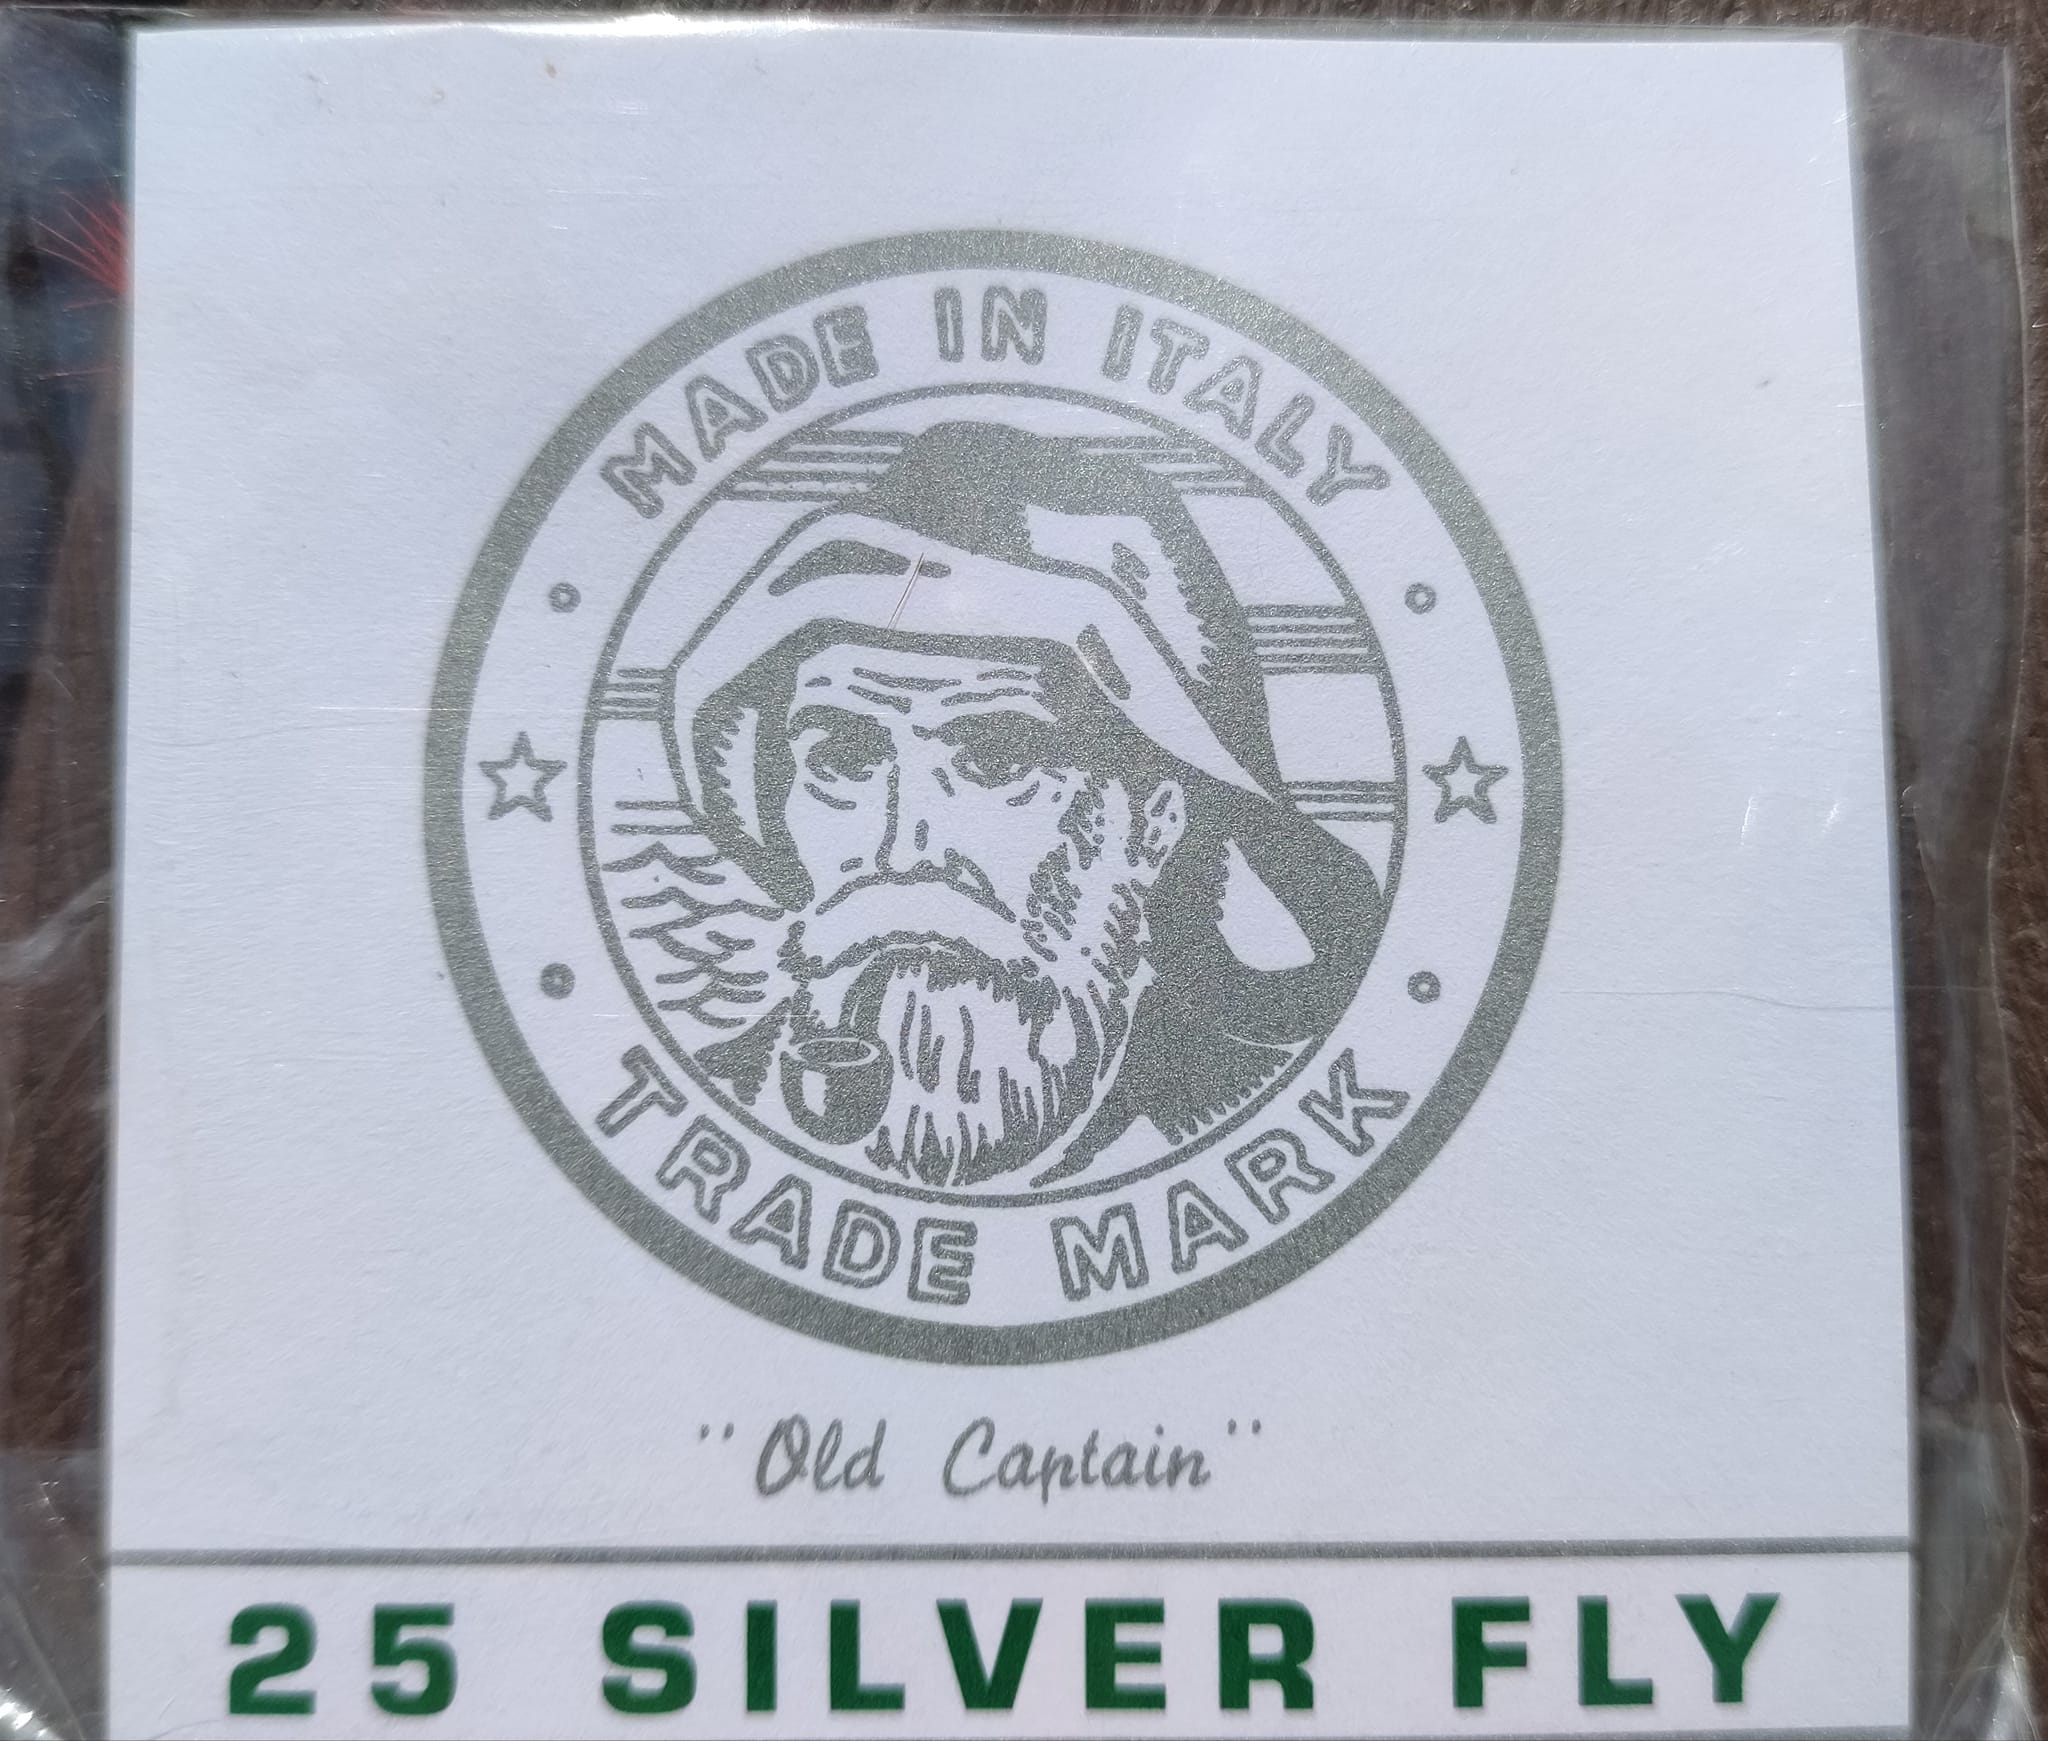 MADE IN ITALY
TRADE MARK
"Old Captain"
25 SILVER FLY